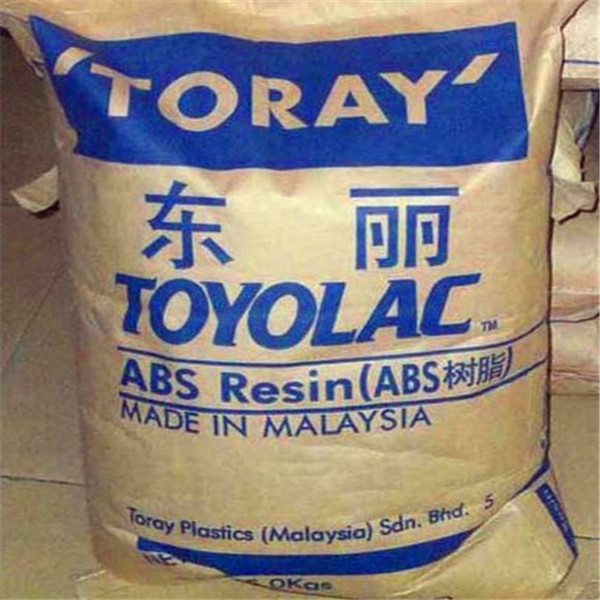 'TORAY'
东丽
TOYOLAC™
ABS Resin(ABS树脂)
MADE IN MALAYSIA
Toray Plastics (Malaysia) Sdn. Bhd. 5